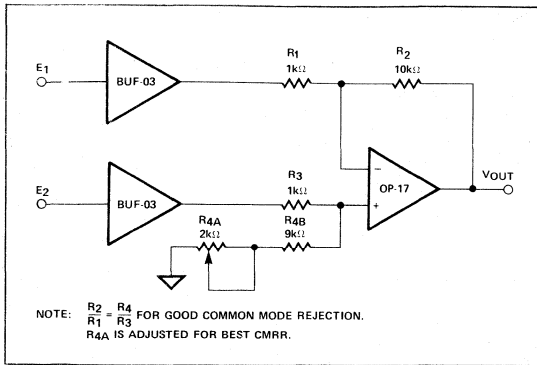 E1
BUF-03
R1
1kΩ
R2
10kΩ
E2
BUF-03
R3
1kΩ
R4A
2kΩ
R4B
9kΩ
−
+
OP-17
VOUT
NOTE: R2/R1 = R4/R3 FOR GOOD COMMON MODE REJECTION.
R4A IS ADJUSTED FOR BEST CMRR.